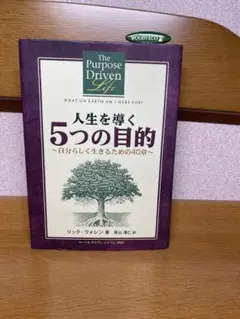 The
Purpose
Driven
Life
WHAT ON EARTH AM I HERE FOR?
人生を導く
5つの目的
〜自分らしく生きるための40章〜
リック・ウォレン 著